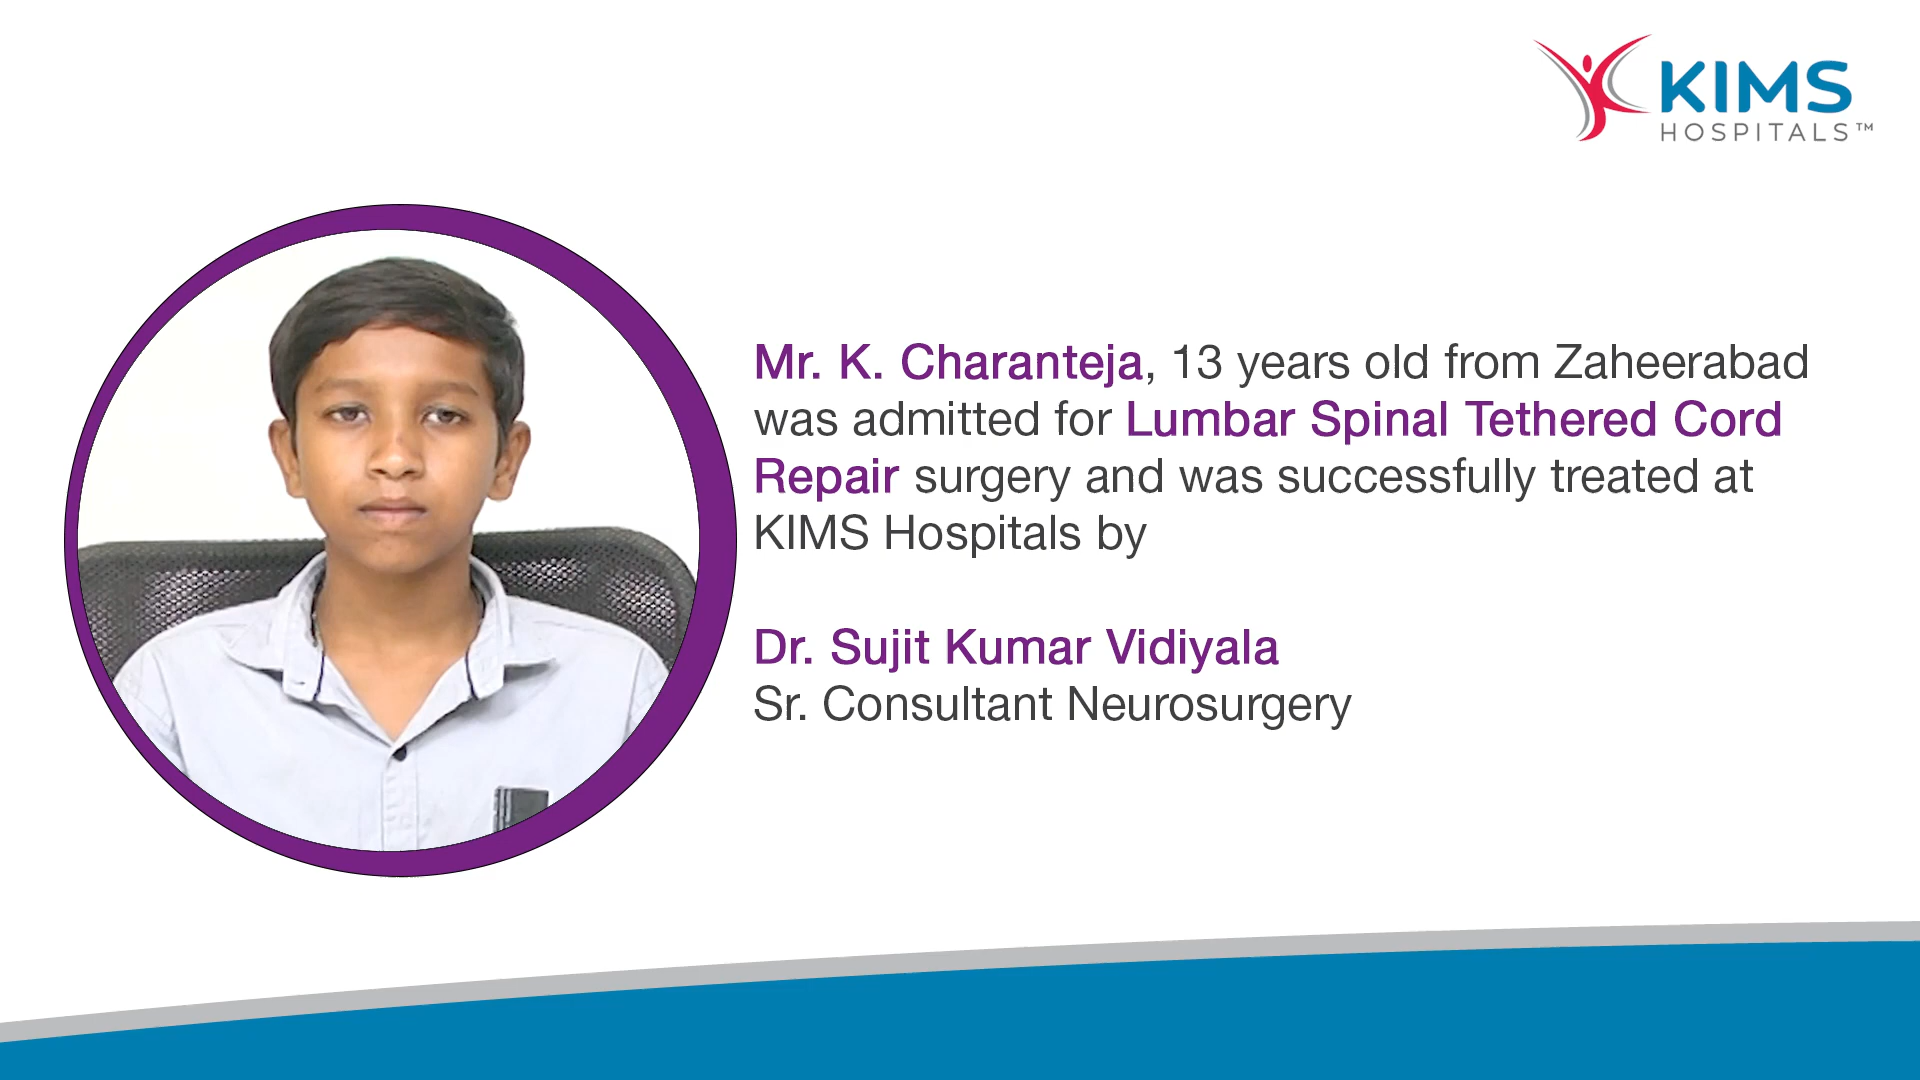 KIMS
HOSPITALS™
Mr. K. Charanteja, 13 years old from Zaheerabad
was admitted for Lumbar Spinal Tethered Cord
Repair surgery and was successfully treated at
KIMS Hospitals by
Dr. Sujit Kumar Vidiyala
Sr. Consultant Neurosurgery